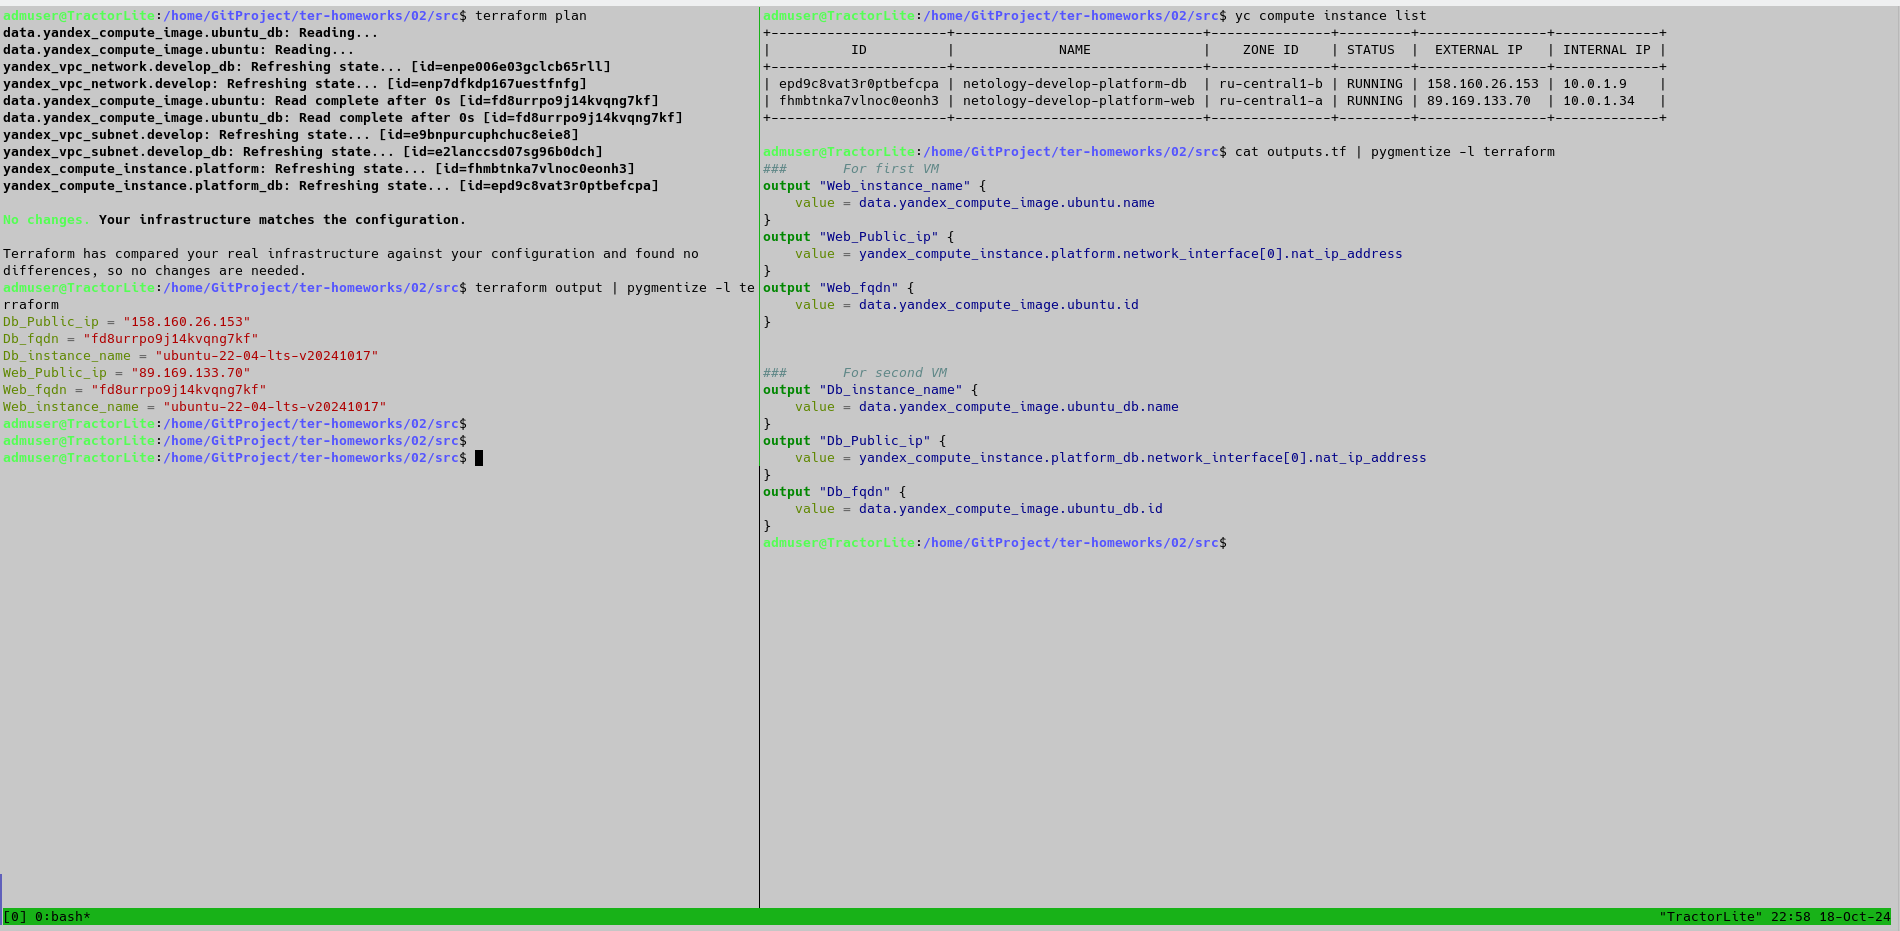 admuser@TractorLite:/home/GitProject/ter-homeworks/02/src$ terraform plan
data.yandex_compute_image.ubuntu_db: Reading...
data.yandex_compute_image.ubuntu: Reading...
yandex_vpc_network.develop_db: Refreshing state... [id=enpe006e03gclcb65rll]
yandex_vpc_network.develop: Refreshing state... [id=enp7dfkdp167uestfnfg]
data.yandex_compute_image.ubuntu: Read complete after 0s [id=fd8urrpo9j14kvqng7kf]
data.yandex_compute_image.ubuntu_db: Read complete after 0s [id=fd8urrpo9j14kvqng7kf]
yandex_vpc_subnet.develop: Refreshing state... [id=e9bnpurcuphchuc8eie8]
yandex_vpc_subnet.develop_db: Refreshing state... [id=e2lanccsd07sg96b0dch]
yandex_compute_instance.platform: Refreshing state... [id=fhmbtnka7vlnoc0eonh3]
yandex_compute_instance.platform_db: Refreshing state... [id=epd9c8vat3r0ptbefcpa]
No changes. Your infrastructure matches the configuration.
Terraform has compared your real infrastructure against your configuration and found no
differences, so no changes are needed.
admuser@TractorLite:/home/GitProject/ter-homeworks/02/src$ terraform output | pygmentize -l te
rraform
Db_Public_ip = "158.160.26.153"
Db_fqdn = "fd8urrpo9j14kvqng7kf"
Db_instance_name = "ubuntu-22-04-lts-v20241017"
Web_Public_ip = "89.169.133.70"
Web_fqdn = "fd8urrpo9j14kvqng7kf"
Web_instance_name = "ubuntu-22-04-lts-v20241017"
admuser@TractorLite:/home/GitProject/ter-homeworks/02/src$
admuser@TractorLite:/home/GitProject/ter-homeworks/02/src$
admuser@TractorLite:/home/GitProject/ter-homeworks/02/src$
admuser@TractorLite:/home/GitProject/ter-homeworks/02/src$ yc compute instance list
+----------------------+-------------------------------+---------------+---------+----------------+-------------+
|          ID          |             NAME              |    ZONE ID    | STATUS  |  EXTERNAL IP   | INTERNAL IP |
+----------------------+-------------------------------+---------------+---------+----------------+-------------+
| epd9c8vat3r0ptbefcpa | netology-develop-platform-db  | ru-central1-b | RUNNING | 158.160.26.153 | 10.0.1.9    |
| fhmbtnka7vlnoc0eonh3 | netology-develop-platform-web | ru-central1-a | RUNNING | 89.169.133.70  | 10.0.1.34   |
+----------------------+-------------------------------+---------------+---------+----------------+-------------+
admuser@TractorLite:/home/GitProject/ter-homeworks/02/src$ cat outputs.tf | pygmentize -l terraform
###       For first VM
output "Web_instance_name" {
    value = data.yandex_compute_image.ubuntu.name
}
output "Web_Public_ip" {
    value = yandex_compute_instance.platform.network_interface[0].nat_ip_address
}
output "Web_fqdn" {
    value = data.yandex_compute_image.ubuntu.id
}
###       For second VM
output "Db_instance_name" {
    value = data.yandex_compute_image.ubuntu_db.name
}
output "Db_Public_ip" {
    value = yandex_compute_instance.platform_db.network_interface[0].nat_ip_address
}
output "Db_fqdn" {
    value = data.yandex_compute_image.ubuntu_db.id
}
admuser@TractorLite:/home/GitProject/ter-homeworks/02/src$
[0] 0:bash*
"TractorLite" 22:58 18-Oct-24